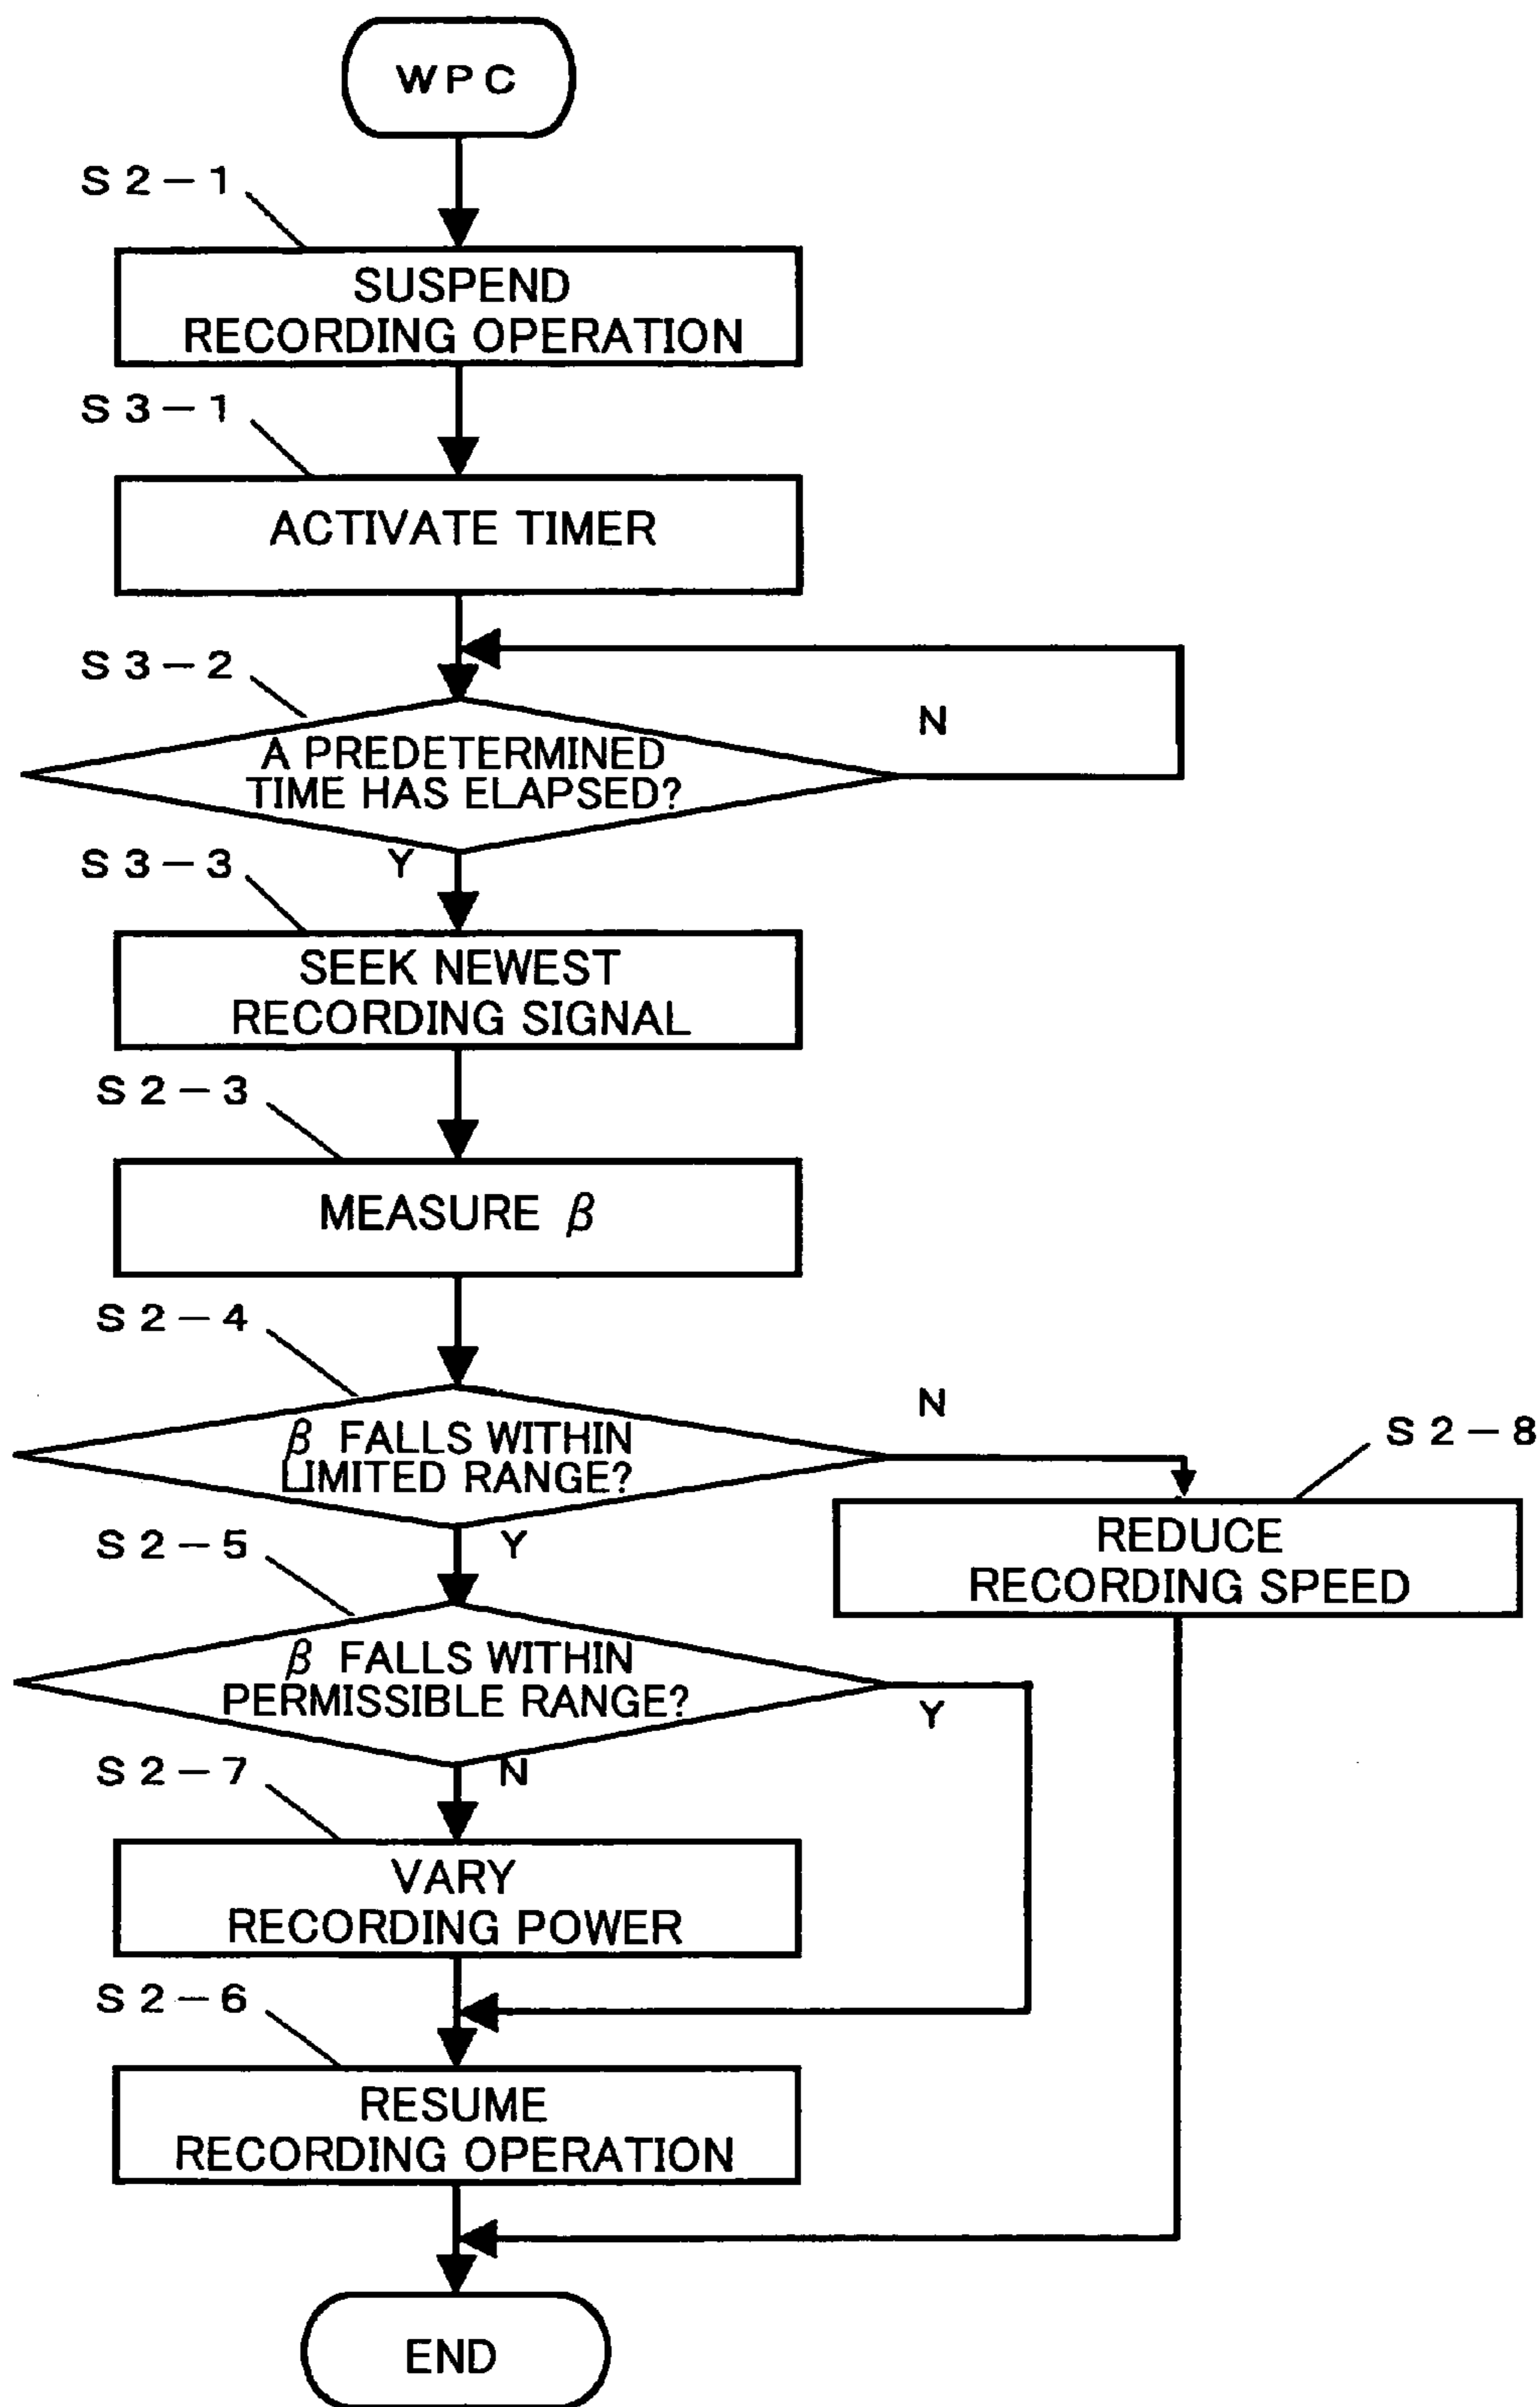 WPC
S2-1
SUSPEND
RECORDING OPERATION
S3-1
ACTIVATE TIMER
S3-2
N
A PREDETERMINED
TIME HAS ELAPSED?
S3-3
Y
SEEK NEWEST
RECORDING SIGNAL
S2-3
MEASURE β
S2-4
N
β FALLS WITHIN
LIMITED RANGE?
S2-8
REDUCE
RECORDING SPEED
S2-5
Y
β FALLS WITHIN
PERMISSIBLE RANGE?
Y
S2-7
N
VARY
RECORDING POWER
S2-6
RESUME
RECORDING OPERATION
END